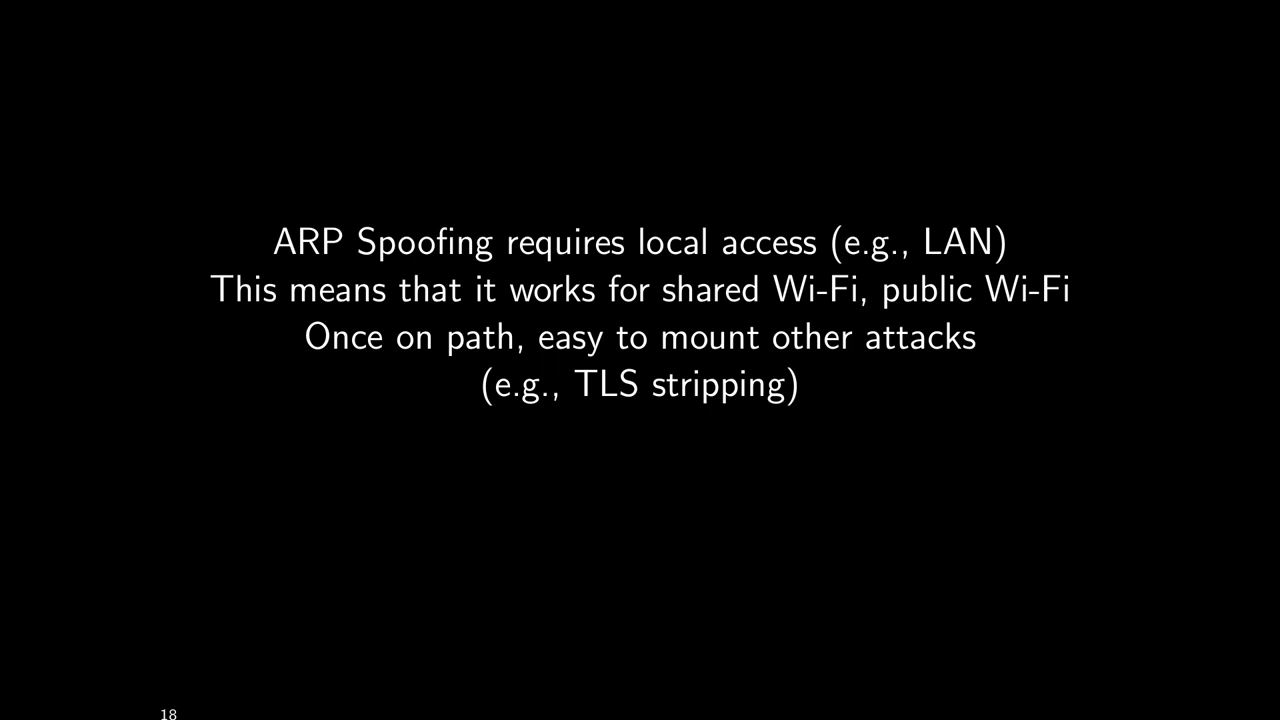 ARP Spoofing requires local access (e.g., LAN)
This means that it works for shared Wi-Fi, public Wi-Fi
Once on path, easy to mount other attacks
(e.g., TLS stripping)
18